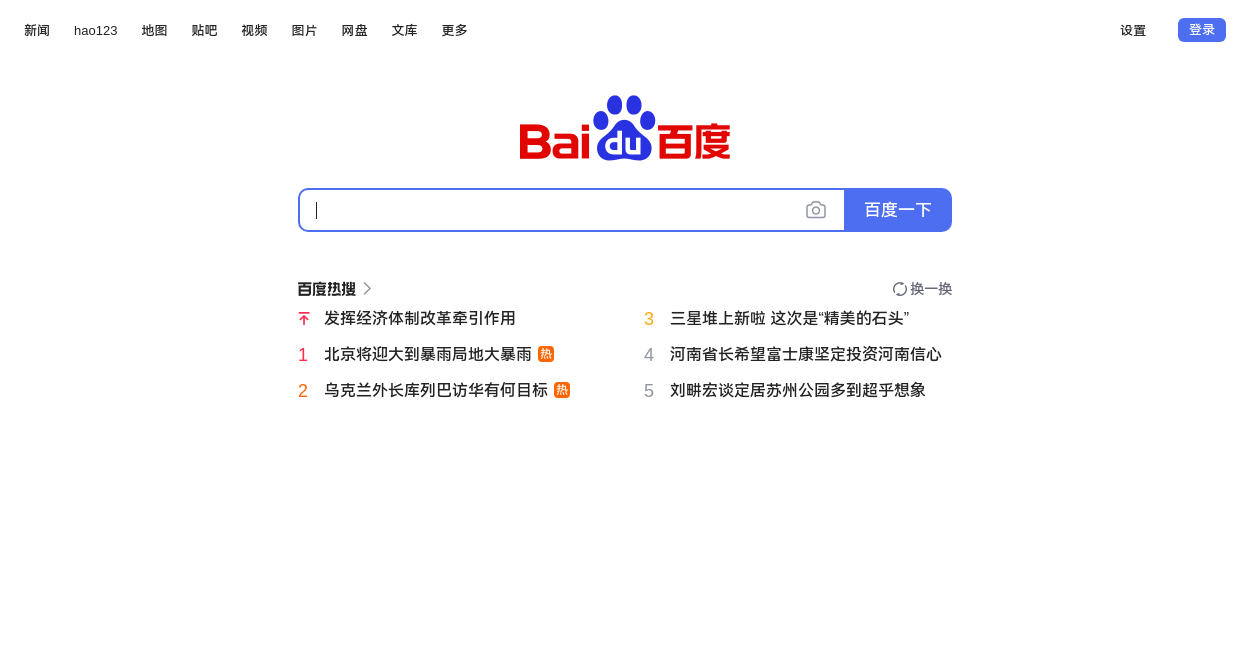 新闻 hao123 地图 贴吧 视频 图片 网盘 文库 更多 设置 登录
Bai du 百度
百度一下
百度热搜 换一换
发挥经济体制改革牵引作用
1 北京将迎大到暴雨局地大暴雨 热
2 乌克兰外长库列巴访华有何目标 热
3 三星堆上新啦 这次是“精美的石头”
4 河南省长希望富士康坚定投资河南信心
5 刘畊宏谈定居苏州公园多到超乎想象